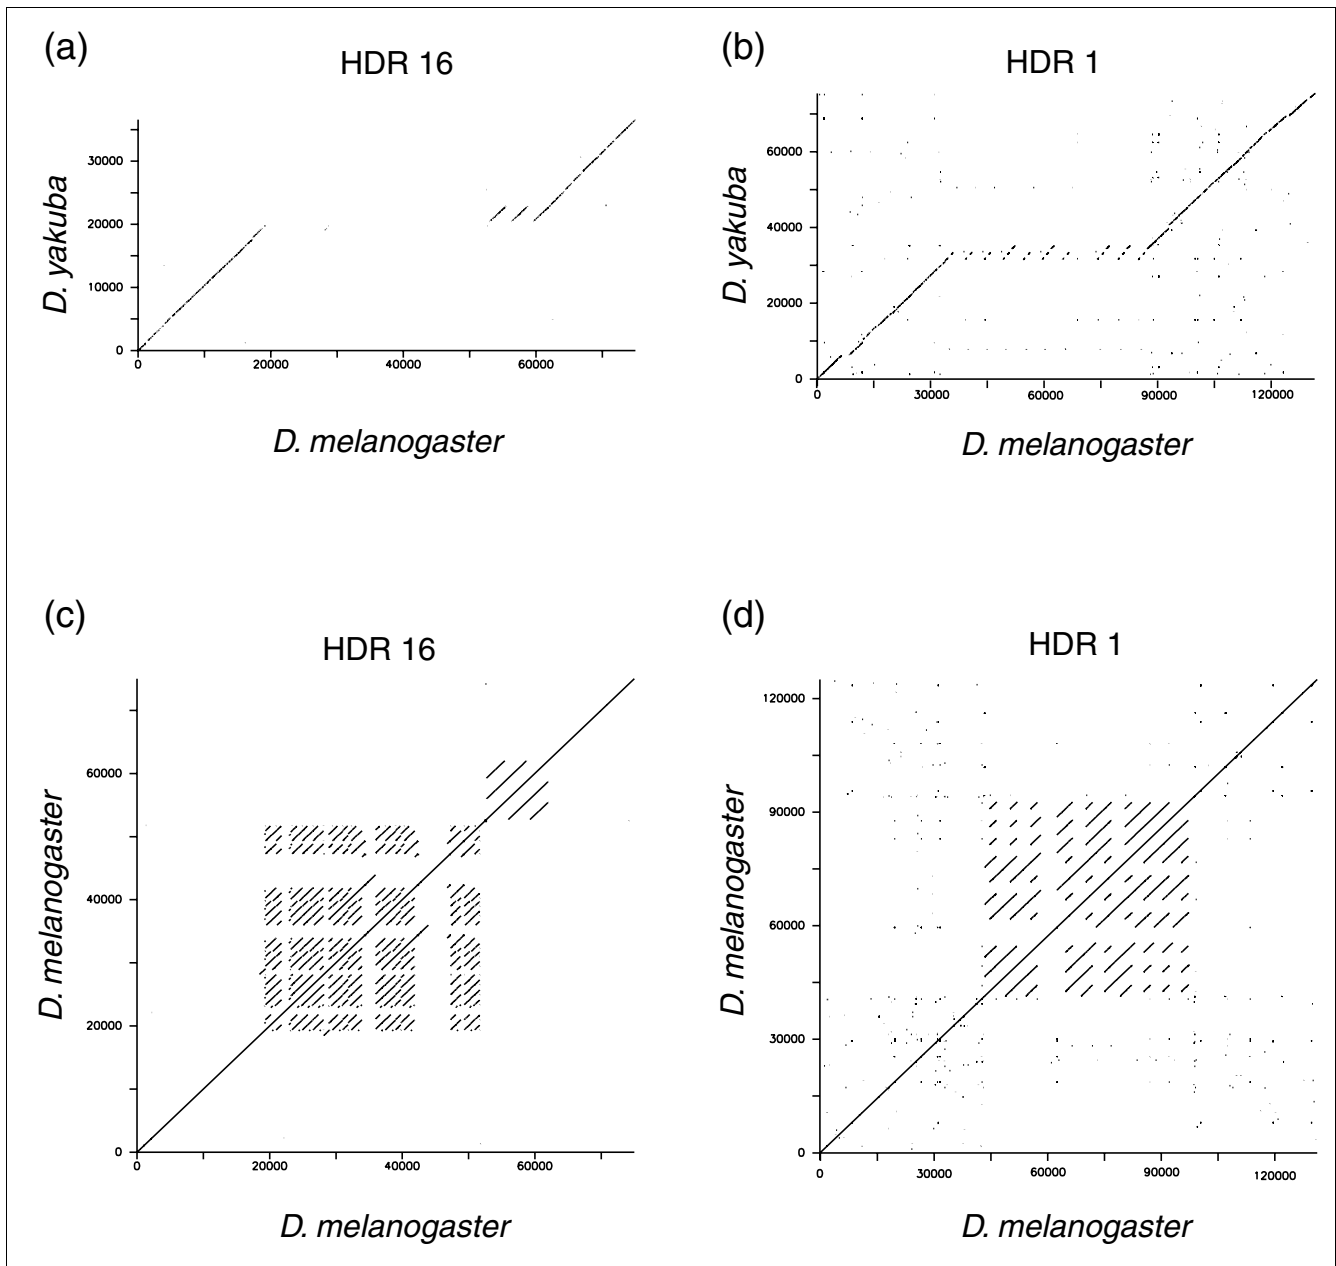 (a)
HDR 16
D. yakuba
30000
20000
10000
0
0 20000 40000 60000
D. melanogaster
(b)
HDR 1
D. yakuba
60000
40000
20000
0
0 30000 60000 90000 120000
D. melanogaster
(c)
HDR 16
D. melanogaster
60000
40000
20000
0
0 20000 40000 60000
D. melanogaster
(d)
HDR 1
D. melanogaster
120000
90000
60000
30000
0
0 30000 60000 90000 120000
D. melanogaster